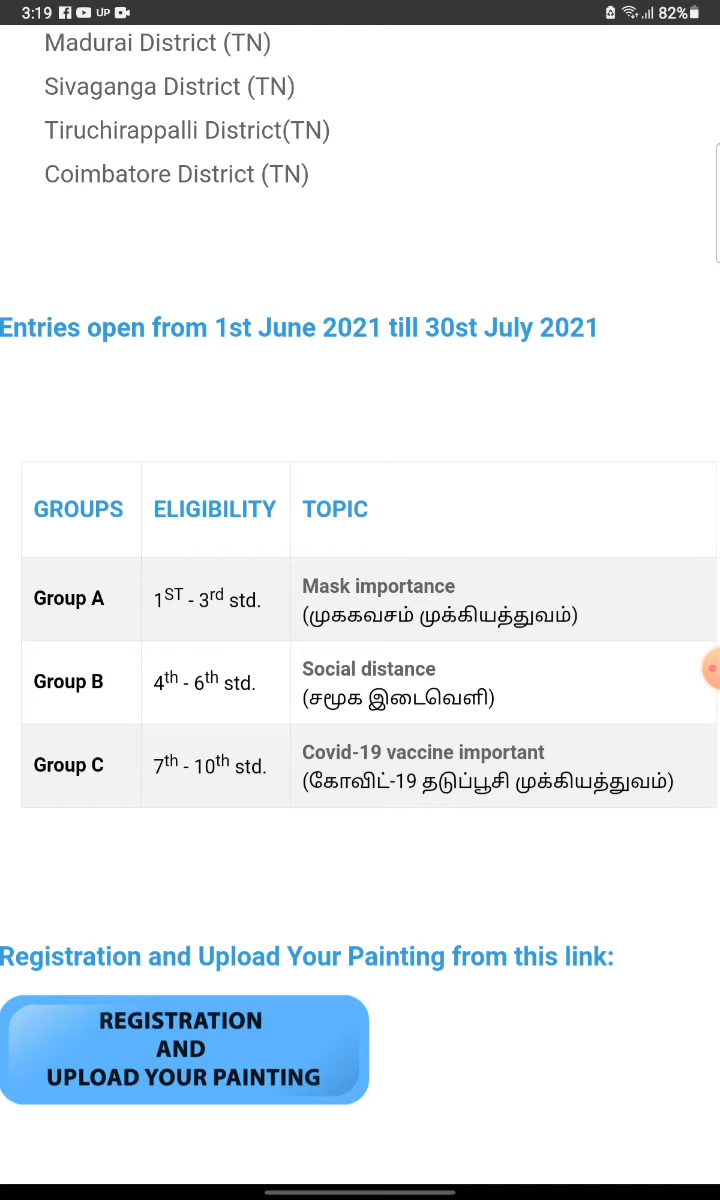 3:19 UP 82%
Madurai District (TN)
Sivaganga District (TN)
Tiruchirappalli District(TN)
Coimbatore District (TN)
Entries open from 1st June 2021 till 30st July 2021
GROUPS ELIGIBILITY TOPIC
Group A 1ST - 3rd std. Mask importance
(முககவசம் முக்கியத்துவம்)
Group B 4th - 6th std. Social distance
(சமூக இடைவெளி)
Group C 7th - 10th std. Covid-19 vaccine important
(கோவிட்-19 தடுப்பூசி முக்கியத்துவம்)
Registration and Upload Your Painting from this link:
REGISTRATION
AND
UPLOAD YOUR PAINTING